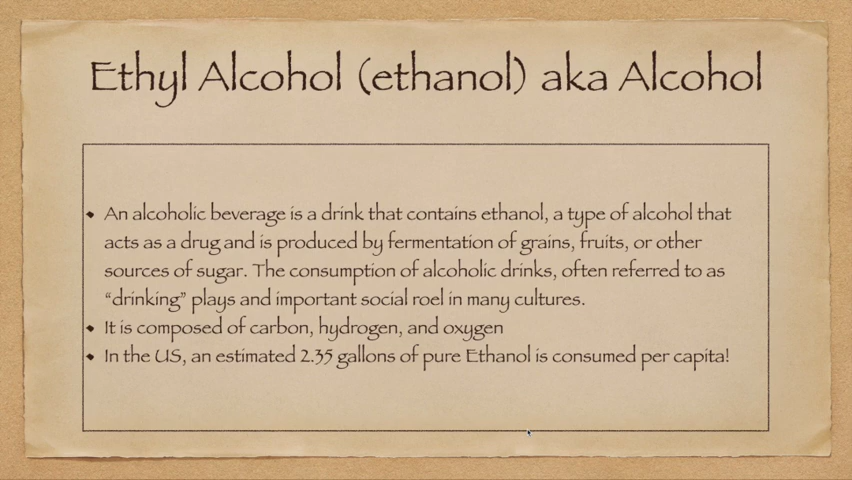 Ethyl Alcohol (ethanol) aka Alcohol
• An alcoholic beverage is a drink that contains ethanol, a type of alcohol that
acts as a drug and is produced by fermentation of grains, fruits, or other
sources of sugar. The consumption of alcoholic drinks, often referred to as
“drinking” plays and important social roel in many cultures.
• It is composed of carbon, hydrogen, and oxygen
• In the US, an estimated 2.35 gallons of pure Ethanol is consumed per capita!